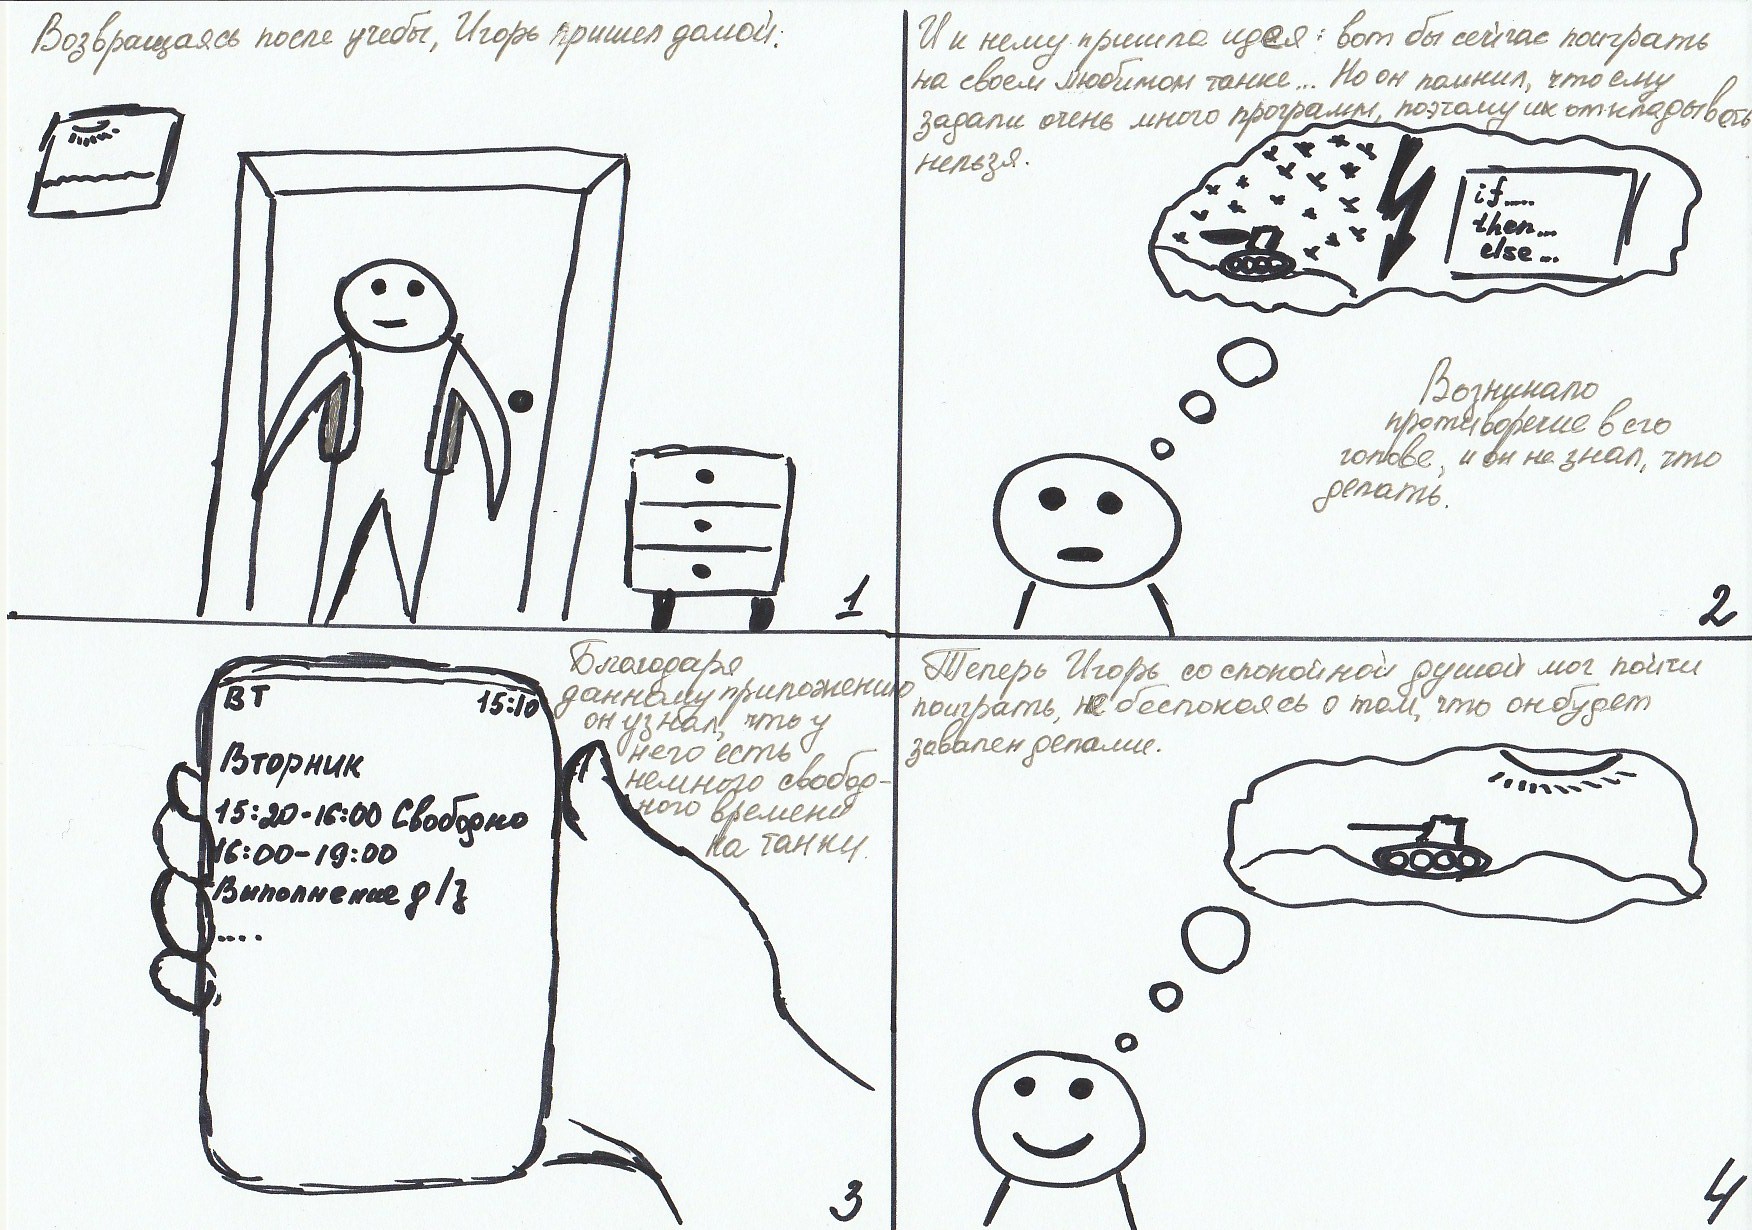 Возвращаясь после учебы, Игорь пришел домой.
1
И к нему пришла идея: вот бы сейчас поиграть
на своем любимом танке... Но он помнил, что ему
задали очень много программ, поэтому их откладывать
нельзя.
if.....
then...
else...
Возникало
противоречие в его
голове, и он не знал, что
делать.
2
ВТ 15:10
Вторник
15:20-16:00 Свободно
16:00-19:00
Выполнение д/з
....
Благодаря
данному приложению
он узнал, что у
него есть
немного свобод-
ного времени
на танки.
3
Теперь Игорь со спокойной душой мог пойти
поиграть, не беспокоясь о том, что он будет
завален делами.
4